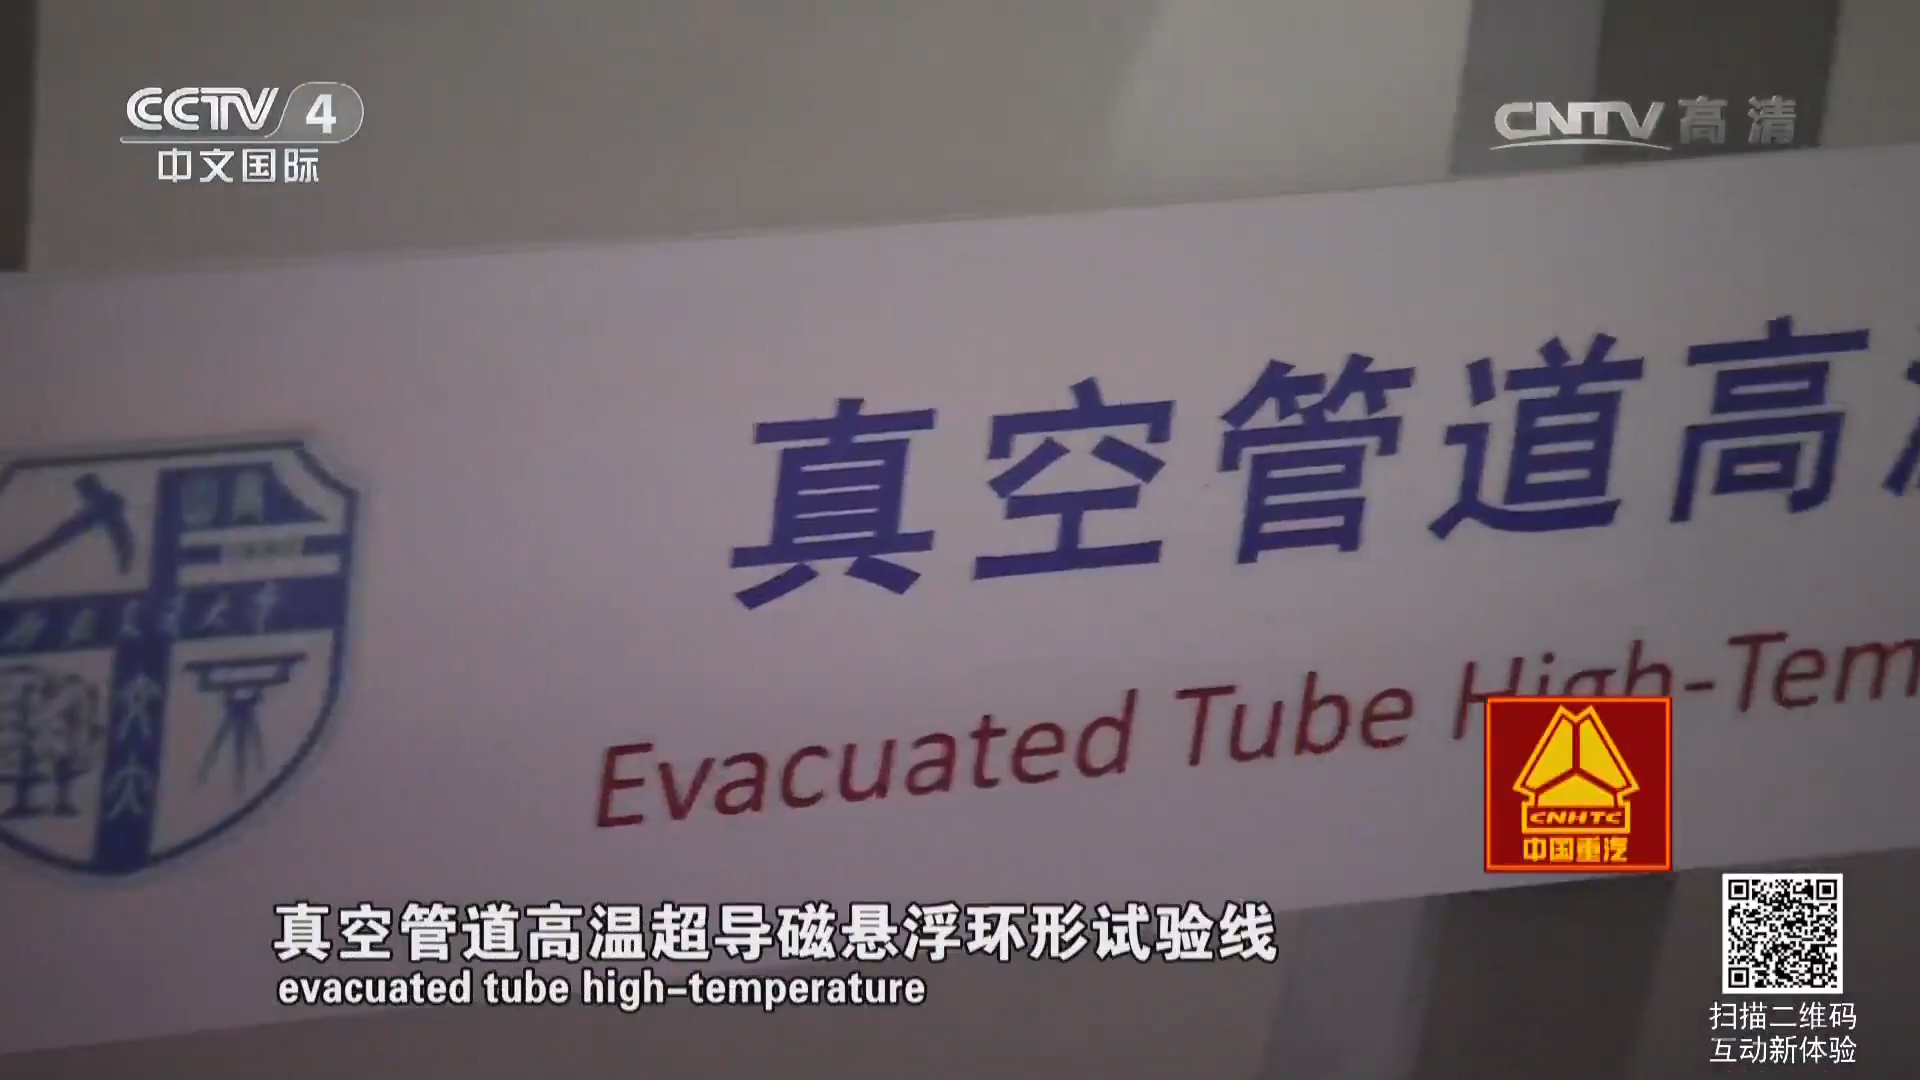 CCTV 4
中文国际
CNTV 高清
真空管道高温
Evacuated Tube High-Tem
CNHTC
中国重汽
真空管道高温超导磁悬浮环形试验线
evacuated tube high-temperature
扫描二维码
互动新体验